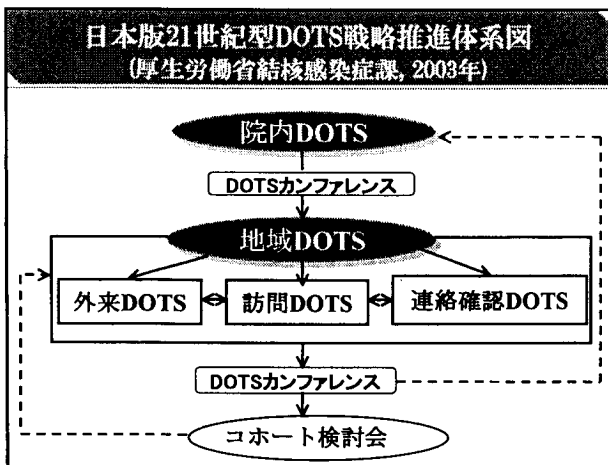 日本版21世紀型DOTS戦略推進体系図
(厚生労働省結核感染症課, 2003年)
院内DOTS
DOTSカンファレンス
地域DOTS
外来DOTS
訪問DOTS
連絡確認DOTS
DOTSカンファレンス
コホート検討会